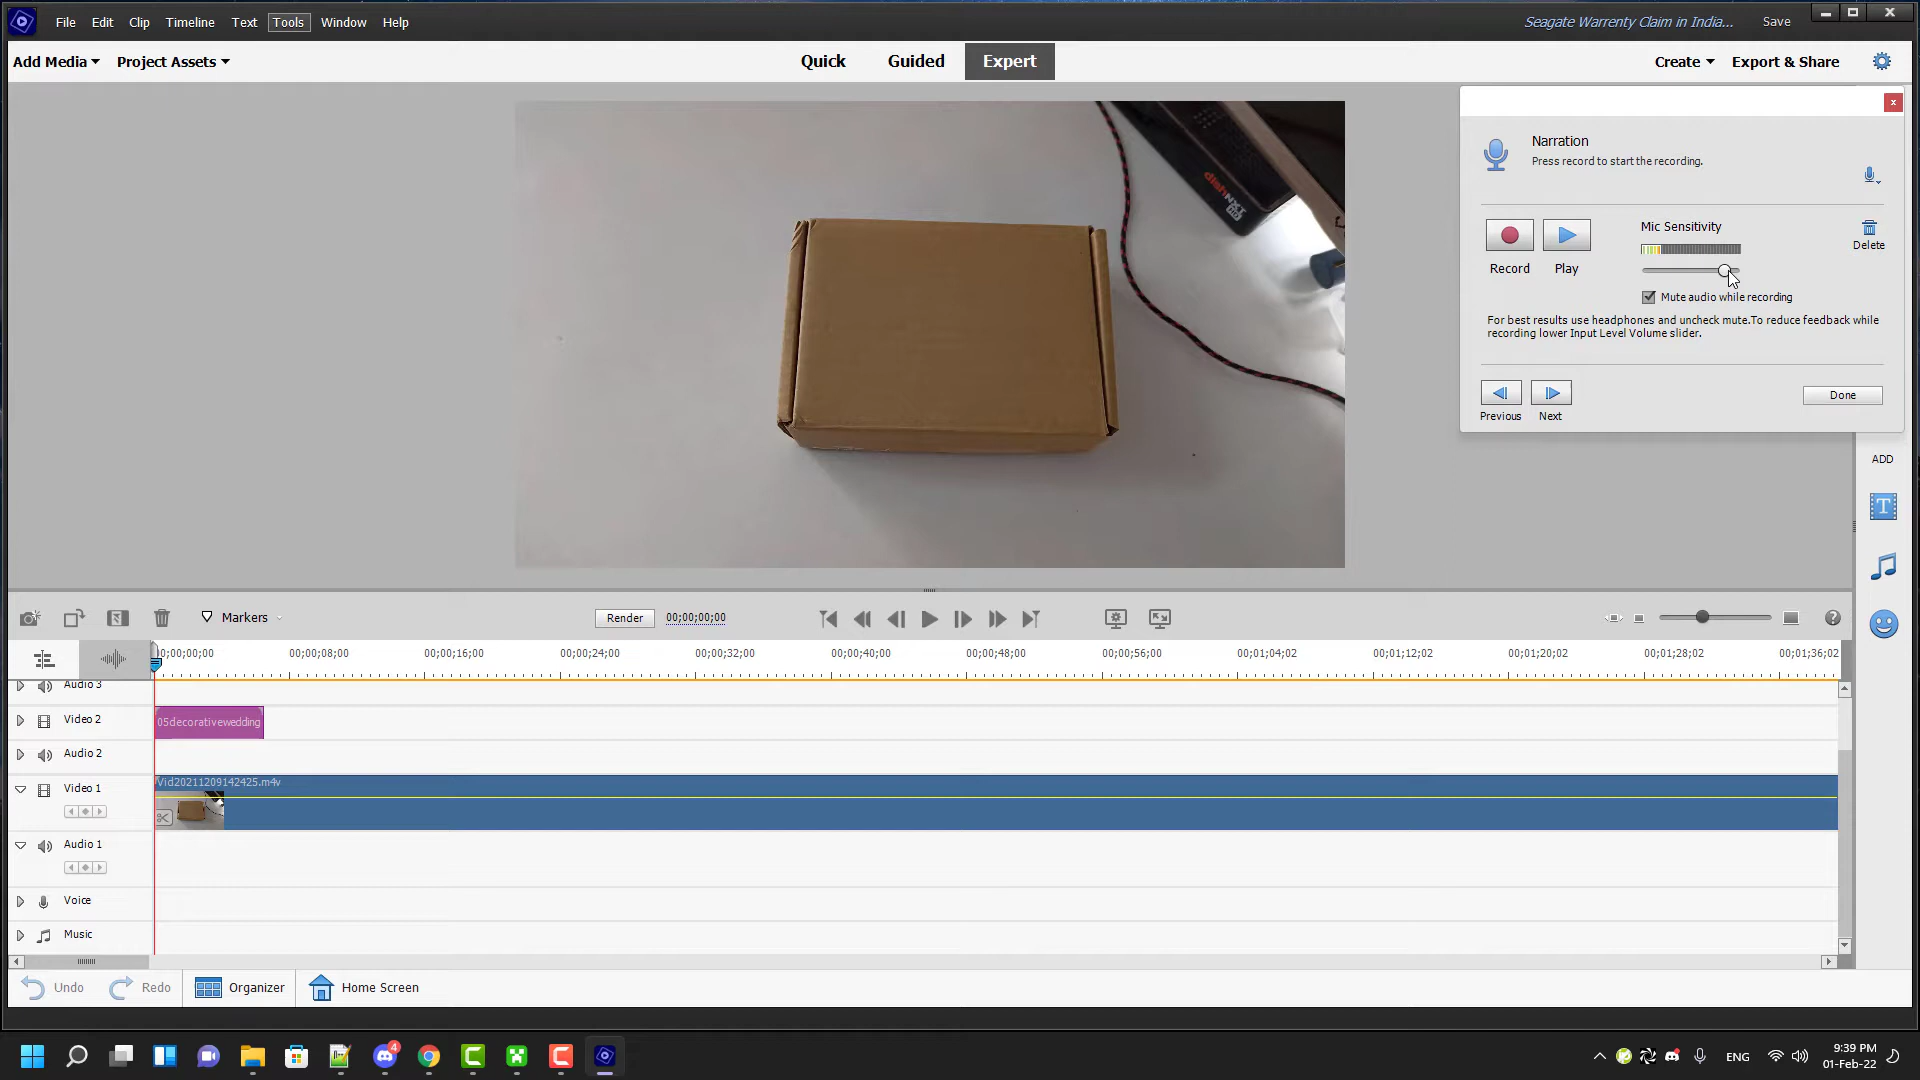 File Edit Clip Timeline Text Tools Window Help
Seagate Warrenty Claim in India... Save
Add Media Project Assets
Quick Guided Expert
Create Export & Share
x
Narration
Press record to start the recording.
Record Play
Mic Sensitivity
Delete
Mute audio while recording
For best results use headphones and uncheck mute.To reduce feedback while
recording lower Input Level Volume slider.
Previous Next
Done
ADD
T
dishNXT
HD
Markers
Render 00;00;00;00
?
00;00;00;00 00;00;08;00 00;00;16;00 00;00;24;00 00;00;32;00 00;00;40;00 00;00;48;00 00;00;56;00 00;01;04;02 00;01;12;02 00;01;20;02 00;01;28;02 00;01;36;02
Audio 3
Video 2
05decorativewedding
Audio 2
Video 1
Vid20211209142425.m4v
Audio 1
Voice
Music
Undo Redo Organizer Home Screen
4
ENG
9:39 PM
01-Feb-22